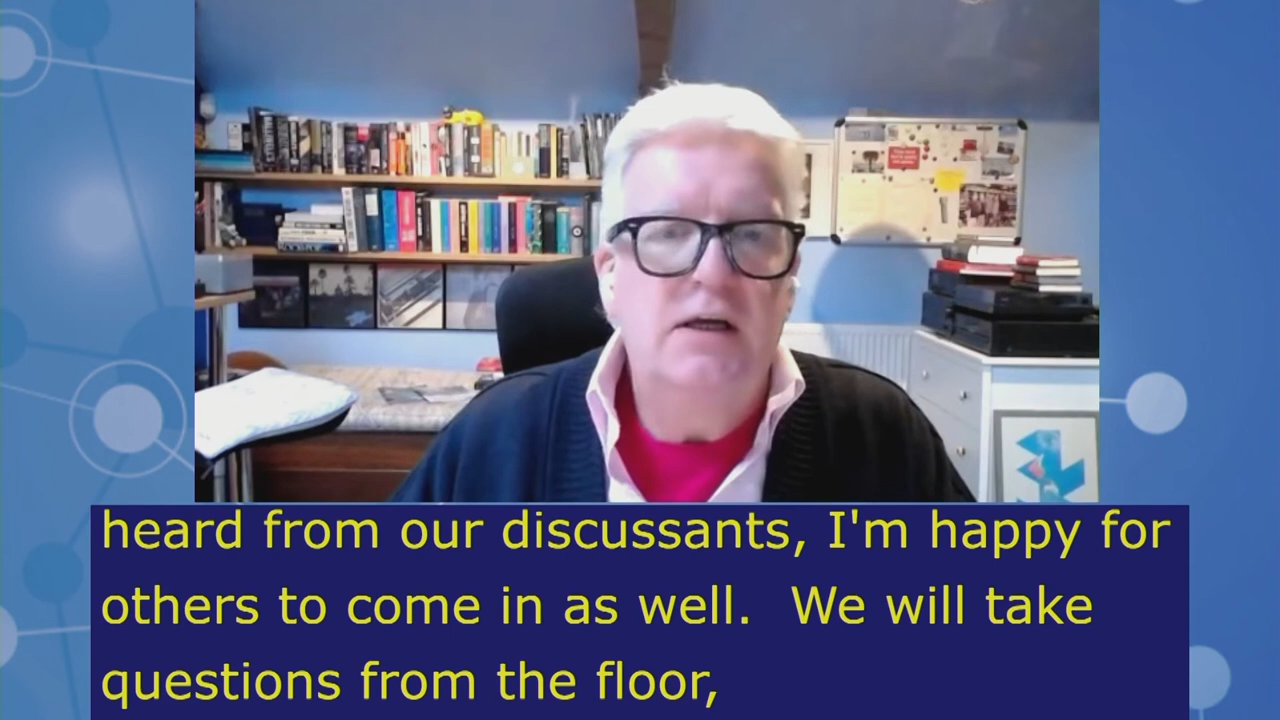 heard from our discussants, I'm happy for
others to come in as well.  We will take
questions from the floor,